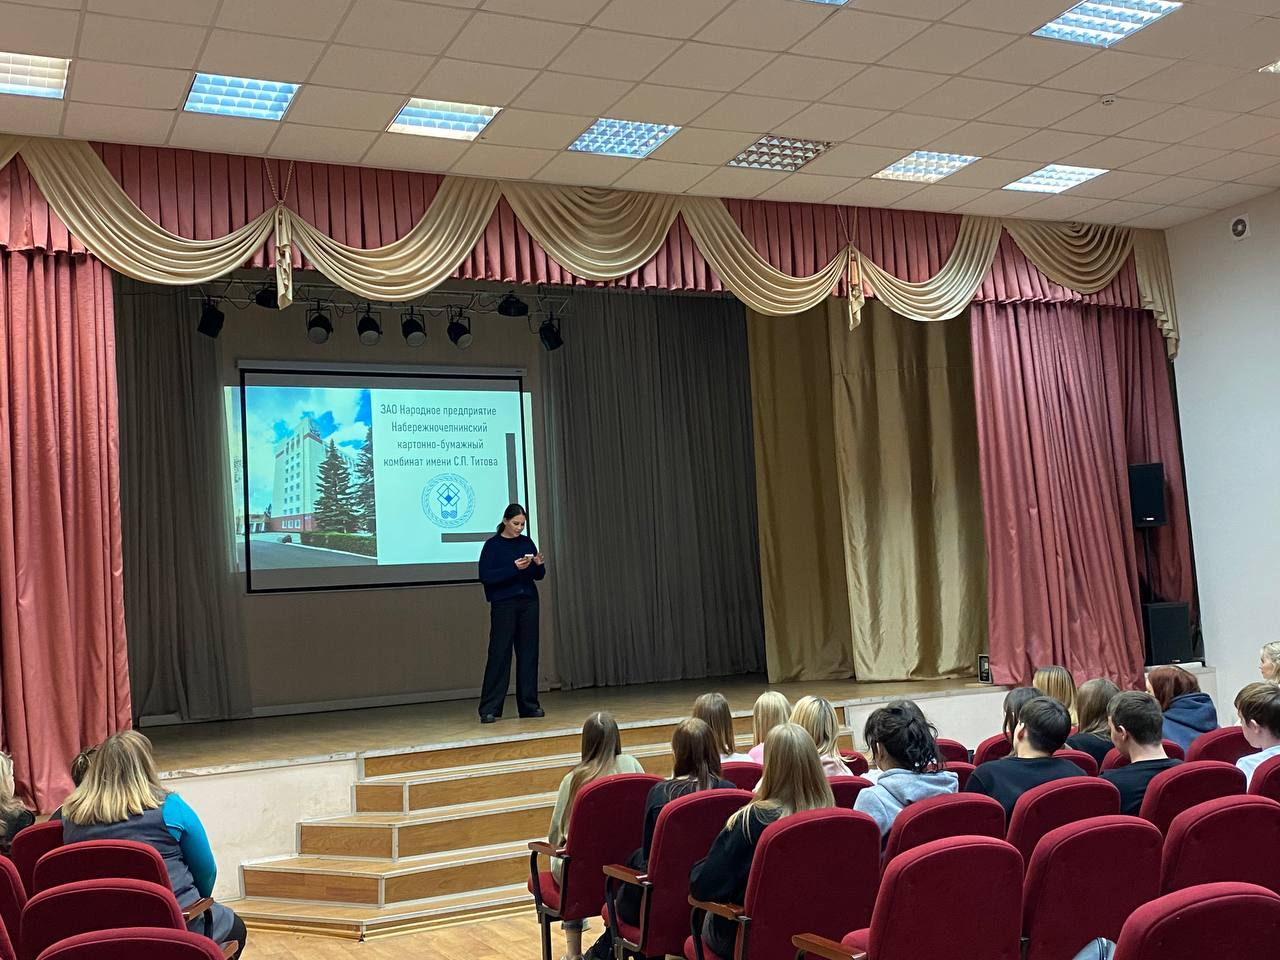 ЗАО Народное предприятие
Набережночелнинский
картонно-бумажный
комбинат имени С.П. Титова